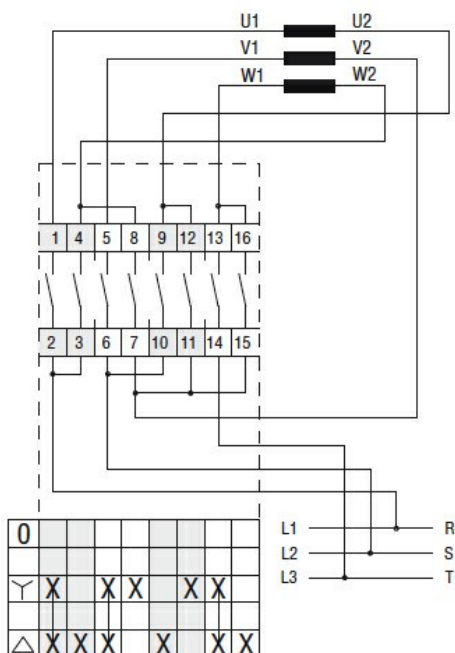 U1 U2
V1 V2
W1 W2
1 4 5 8 9 12 13 16
2 3 6 7 10 11 14 15
L1 R
L2 S
L3 T
0
Y X X X X X
△ X X X X X X